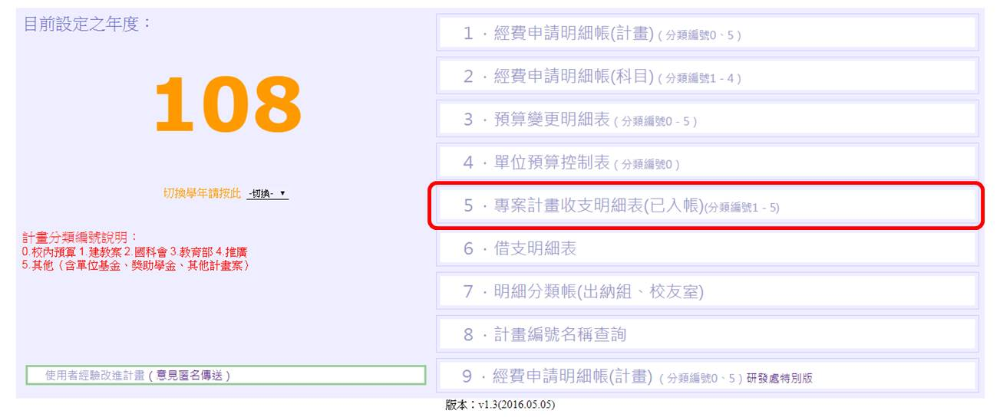 目前設定之年度：
108
切換學年請按此 -切換- ▼
計畫分類編號說明：
0.校內預算 1.建教案 2.國科會 3.教育部 4.推廣
5.其他（含單位基金、獎助學金、其他計畫案）
使用者經驗改進計畫（意見匿名傳送）
1．經費申請明細帳(計畫)（分類編號0、5）
2．經費申請明細帳(科目)（分類編號1 - 4）
3．預算變更明細表（分類編號0 - 5）
4．單位預算控制表（分類編號0）
5．專案計畫收支明細表(已入帳)(分類編號1 - 5)
6．借支明細表
7．明細分類帳(出納組、校友室)
8．計畫編號名稱查詢
9．經費申請明細帳(計畫)（分類編號0、5）研發處特別版
版本：v1.3(2016.05.05)